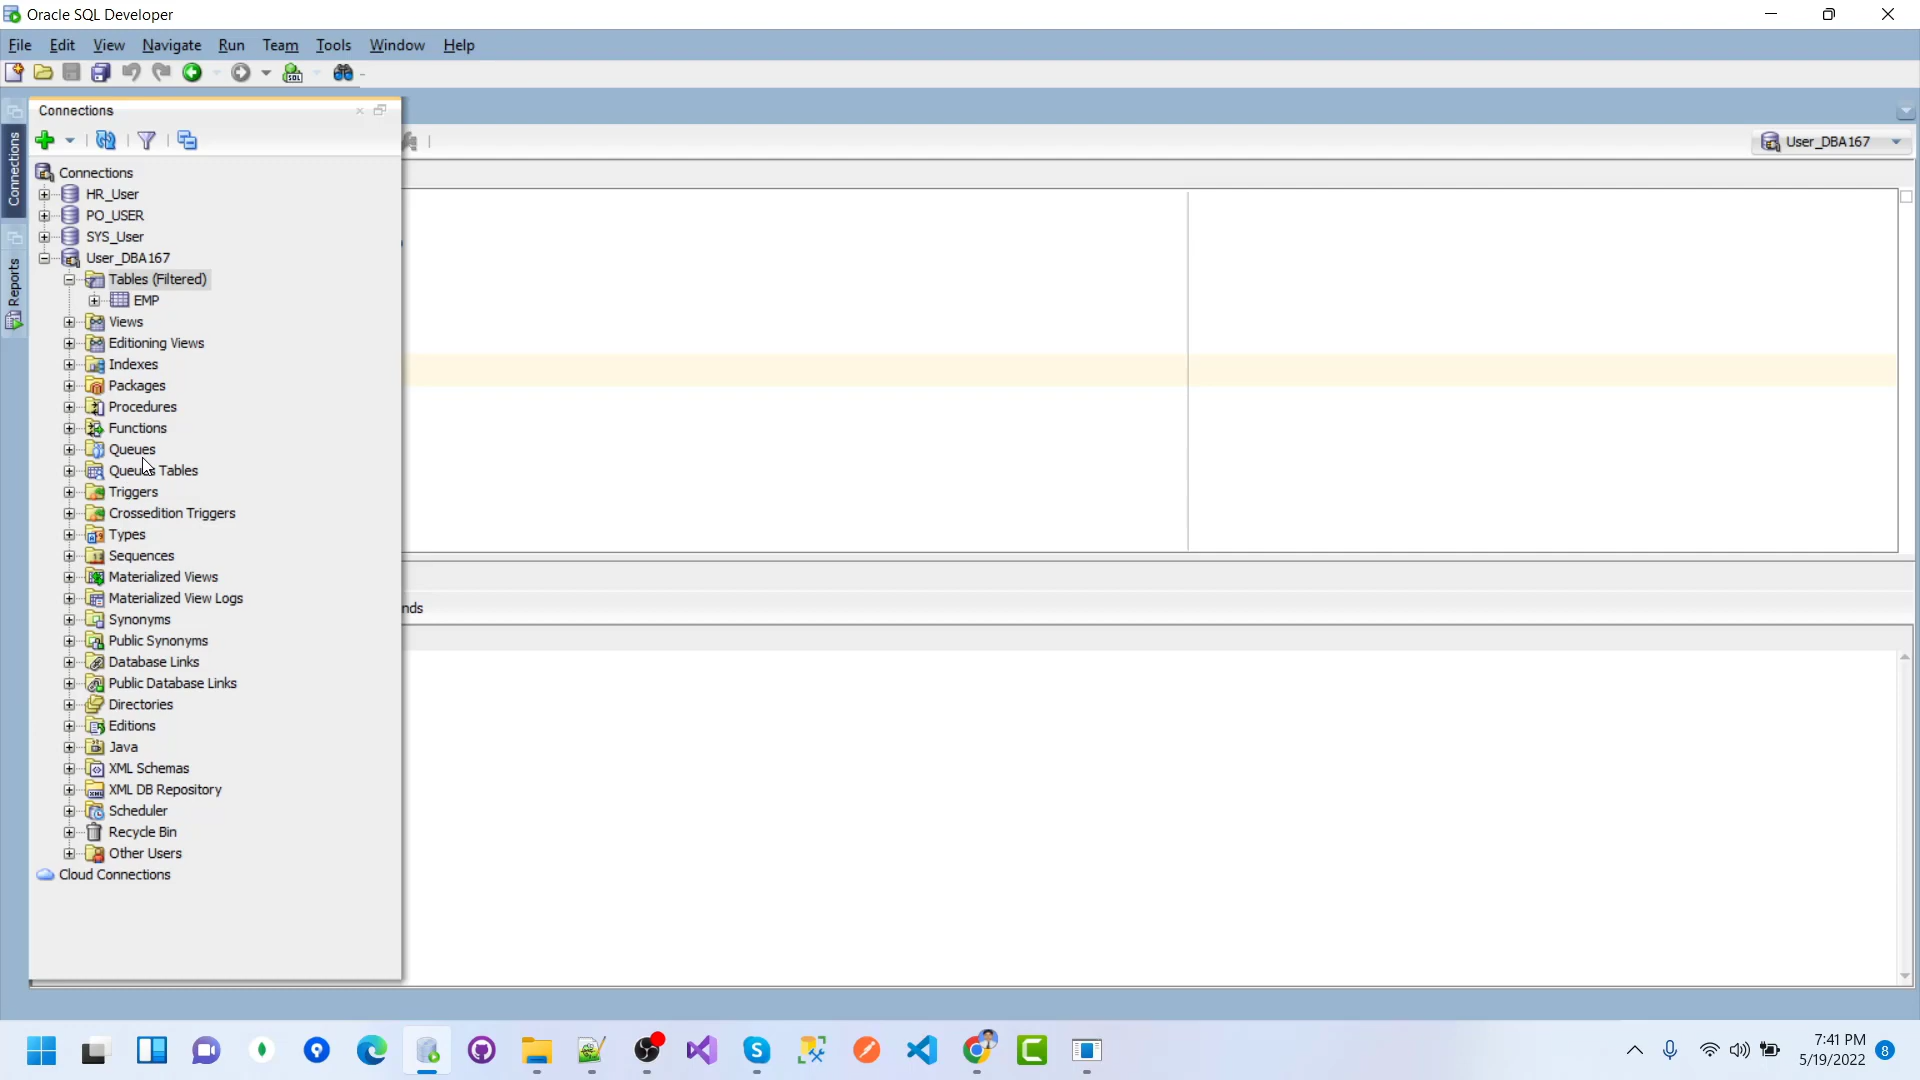 Oracle SQL Developer
File Edit View Navigate Run Team Tools Window Help
Connections
Connections
Reports
User_DBA167
Connections
HR_User
PO_USER
SYS_User
User_DBA167
Tables (Filtered)
EMP
Views
Editioning Views
Indexes
Packages
Procedures
Functions
Queues
Queues Tables
Triggers
Crossedition Triggers
Types
Sequences
Materialized Views
Materialized View Logs
Synonyms
Public Synonyms
Database Links
Public Database Links
Directories
Editions
Java
XML Schemas
XML DB Repository
Scheduler
Recycle Bin
Other Users
Cloud Connections
nds
7:41 PM
5/19/2022
8